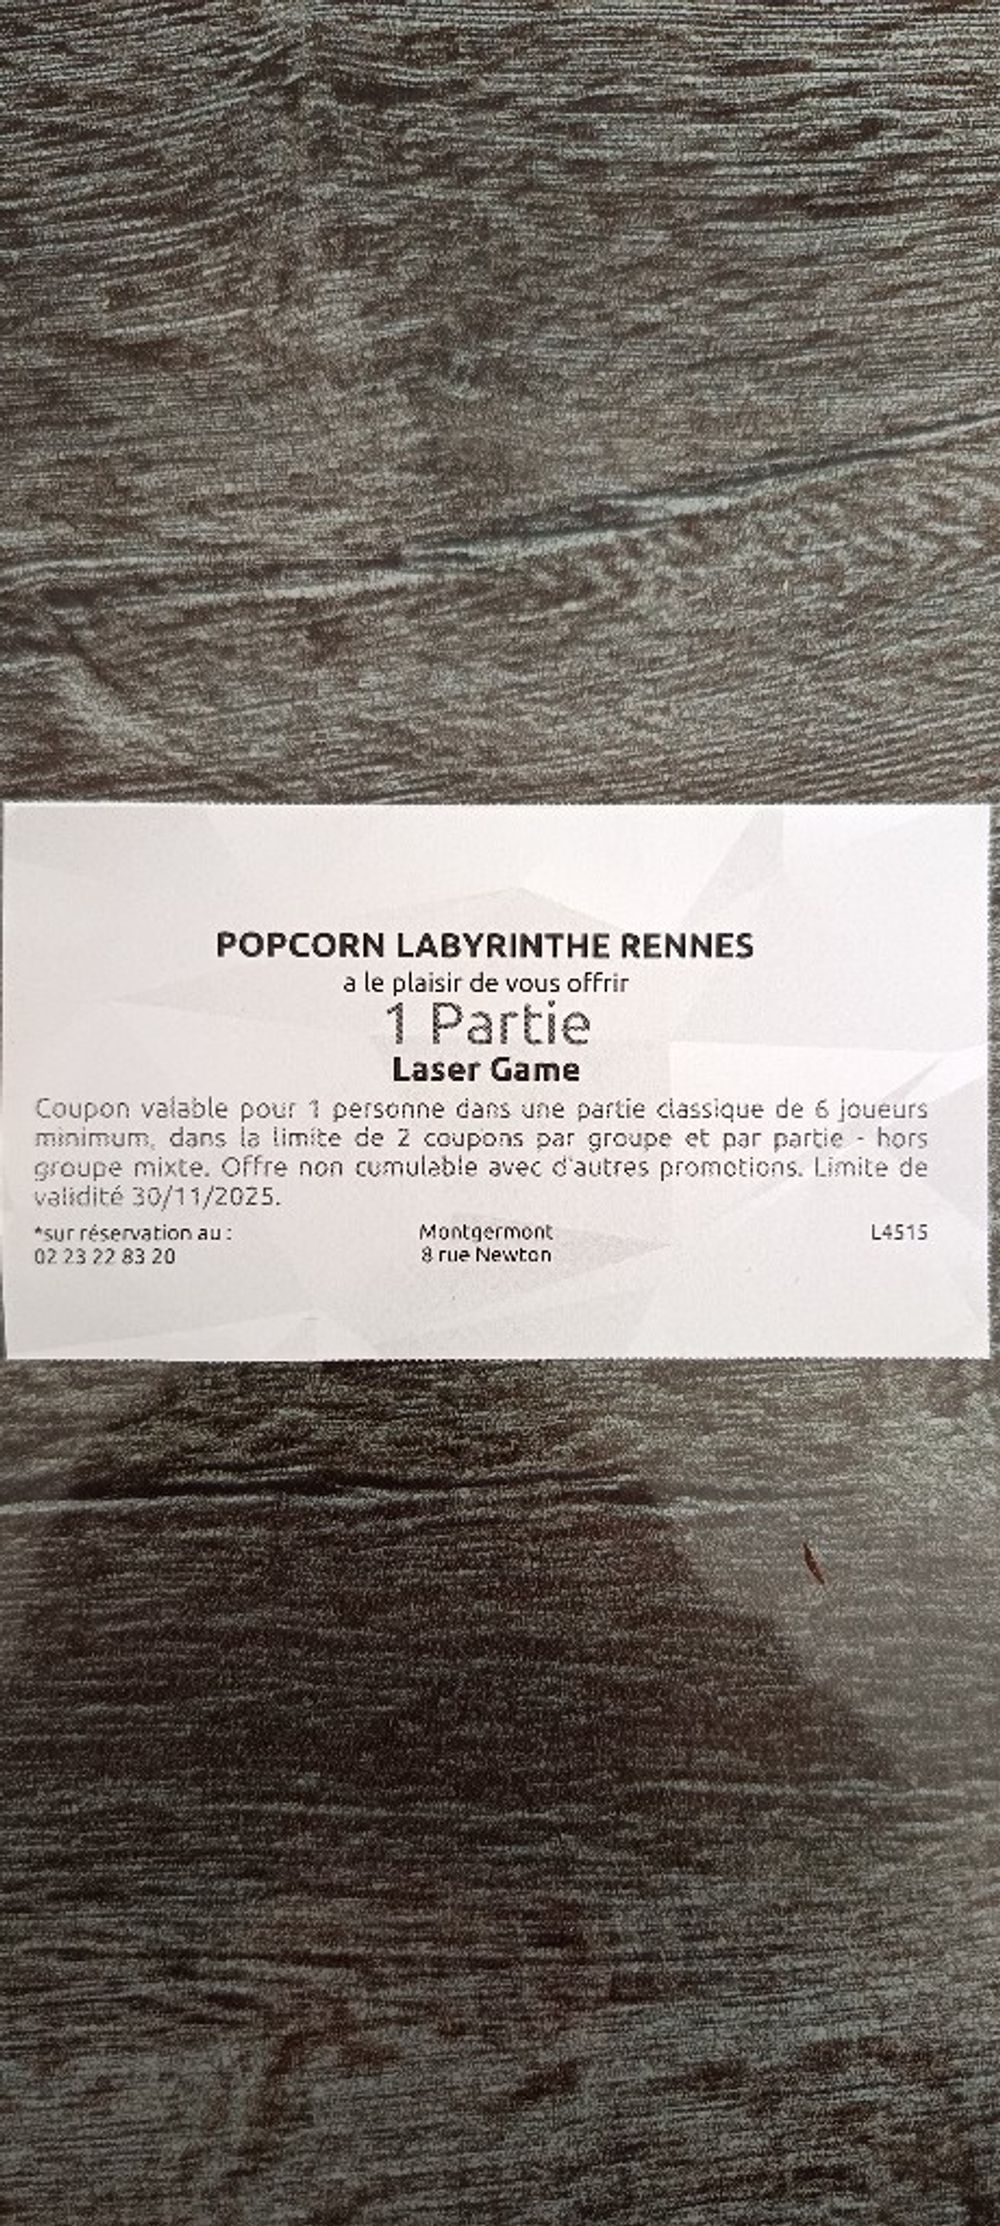 POPCORN LABYRINTHE RENNES
a le plaisir de vous offrir
1 Partie
Laser Game
Coupon valable pour 1 personne dans une partie classique de 6 joueurs
minimum, dans la limite de 2 coupons par groupe et par partie - hors
groupe mixte. Offre non cumulable avec d'autres promotions. Limite de
validité 30/11/2025.
*sur réservation au :
02 23 22 83 20
Montgermont
8 rue Newton
L4515